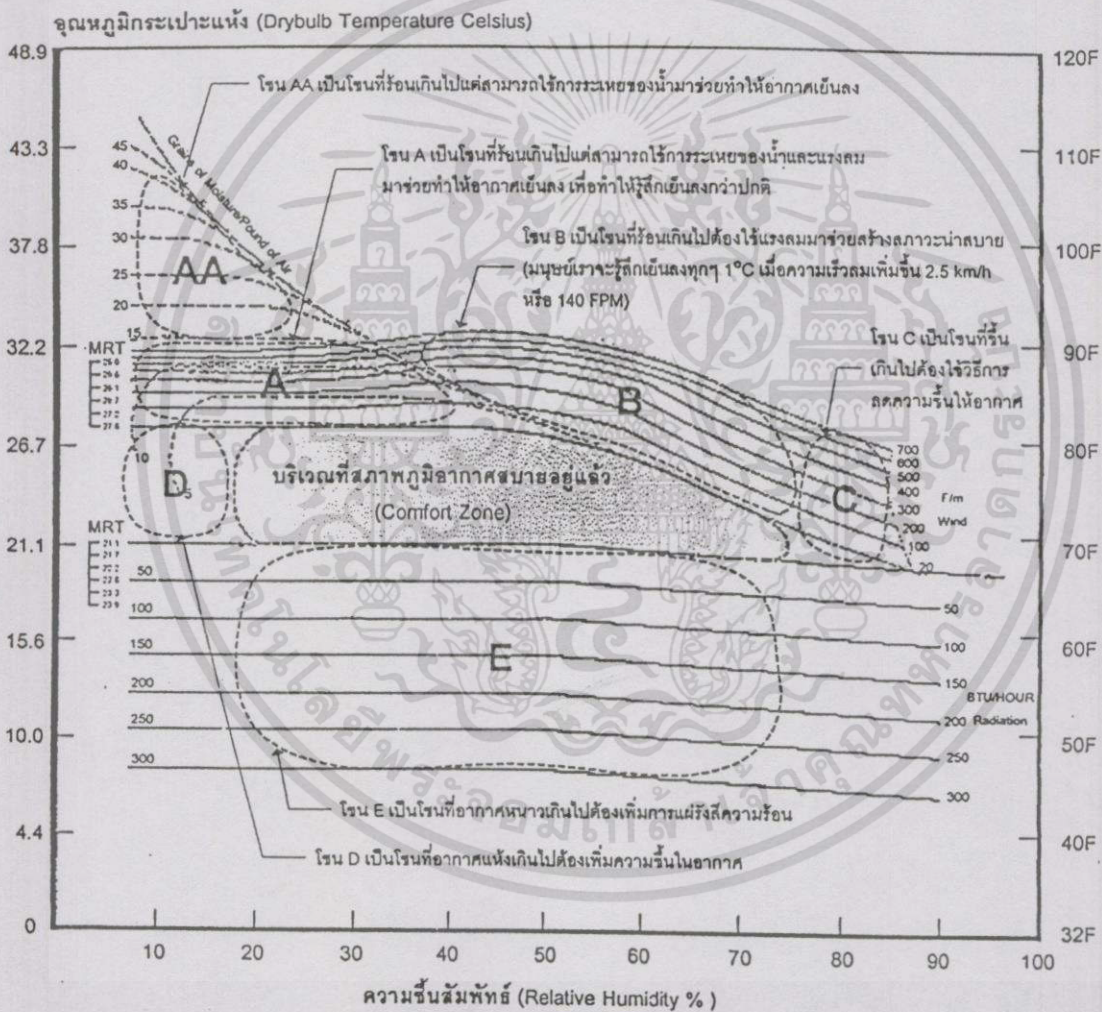 อุณหภูมิกระเปาะแห้ง (Drybulb Temperature Celsius)
48.9
120F
โซน AA เป็นโซนที่ร้อนเกินไปแต่สามารถใช้การระเหยของน้ำมาช่วยทำให้อากาศเย็นลง
Grains of Moisture/Pound of Air
45
40
35
30
25
20
15
43.3
110F
โซน A เป็นโซนที่ร้อนเกินไปแต่สามารถใช้การระเหยของน้ำและแรงลม
มาช่วยทำให้อากาศเย็นลง เพื่อทำให้รู้สึกเย็นลงกว่าปกติ
37.8
100F
AA
โซน B เป็นโซนที่ร้อนเกินไปต้องใช้แรงลมมาช่วยสร้างสภาวะน่าสบาย
(มนุษย์เราจะรู้สึกเย็นลงทุกๆ 1°C เมื่อความเร็วลมเพิ่มขึ้น 2.5 km/h
หรือ 140 FPM)
โซน C เป็นโซนที่ชื้น
เกินไปต้องใช้วิธีการ
ลดความชื้นให้อากาศ
32.2
90F
MRT
26.1
27.2
A
B
26.7
80F
10
D
5
บริเวณที่สภาพภูมิอากาศสบายอยู่แล้ว
(Comfort Zone)
C
700
600
500
400
300
200
100
20
F/m
Wind
MRT
21.1
21.7
22.2
23.3
23.9
21.1
70F
50
100
150
200
250
300
E
50
100
150
200
250
300
BTU/HOUR
Radiation
15.6
60F
10.0
50F
โซน E เป็นโซนที่อากาศหนาวเกินไปต้องเพิ่มการแผ่รังสีความร้อน
4.4
40F
โซน D เป็นโซนที่อากาศแห้งเกินไปต้องเพิ่มความชื้นในอากาศ
0
32F
10 20 30 40 50 60 70 80 90 100
ความชื้นสัมพัทธ์ (Relative Humidity % )